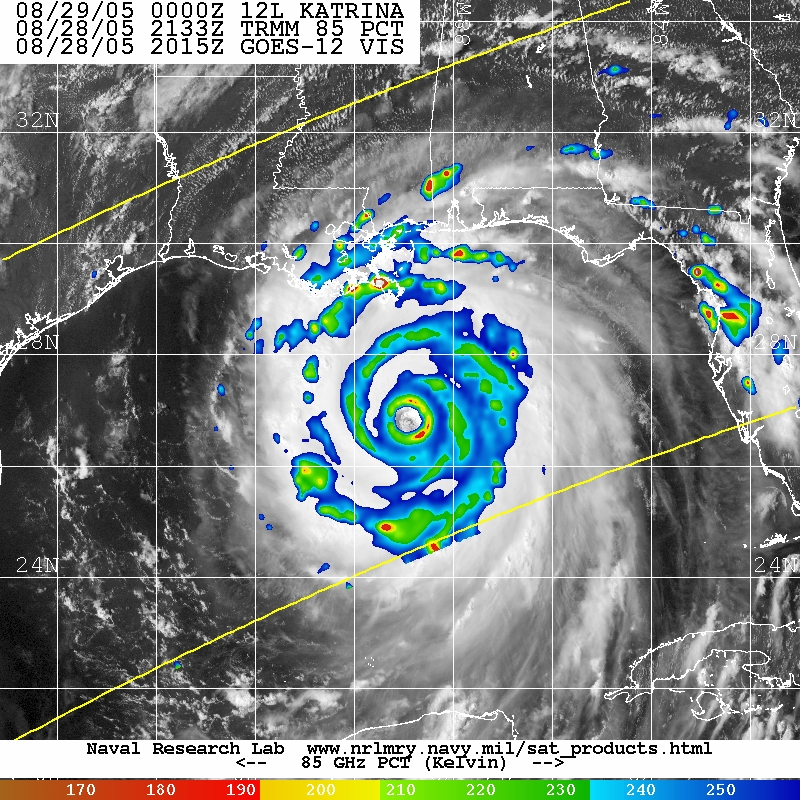 08/29/05 0000Z 12L KATRINA
08/28/05 2133Z TRMM 85 PCT
08/28/05 2015Z GOES-12 VIS
88W
84W
32N
32N
28N
28N
24N
24N
Naval Research Lab www.nrlmry.navy.mil/sat_products.html
<-- 85 GHz PCT (Kelvin) -->
170 180 190 200 210 220 230 240 250